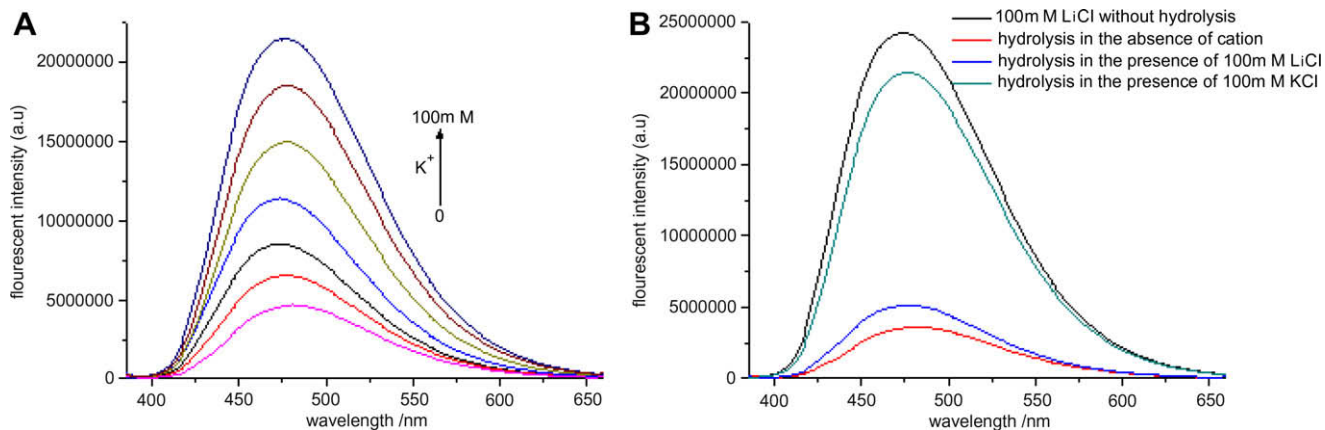 A
flourescent intensity (a.u)
20000000
15000000
10000000
5000000
0
100m M
K+
0
400 450 500 550 600 650
wavelength /nm
B
flourescent intensity (a.u)
25000000
20000000
15000000
10000000
5000000
0
100m M LiCl without hydrolysis
hydrolysis in the absence of cation
hydrolysis in the presence of 100m M LiCl
hydrolysis in the presence of 100m M KCl
400 450 500 550 600 650
wavelength /nm